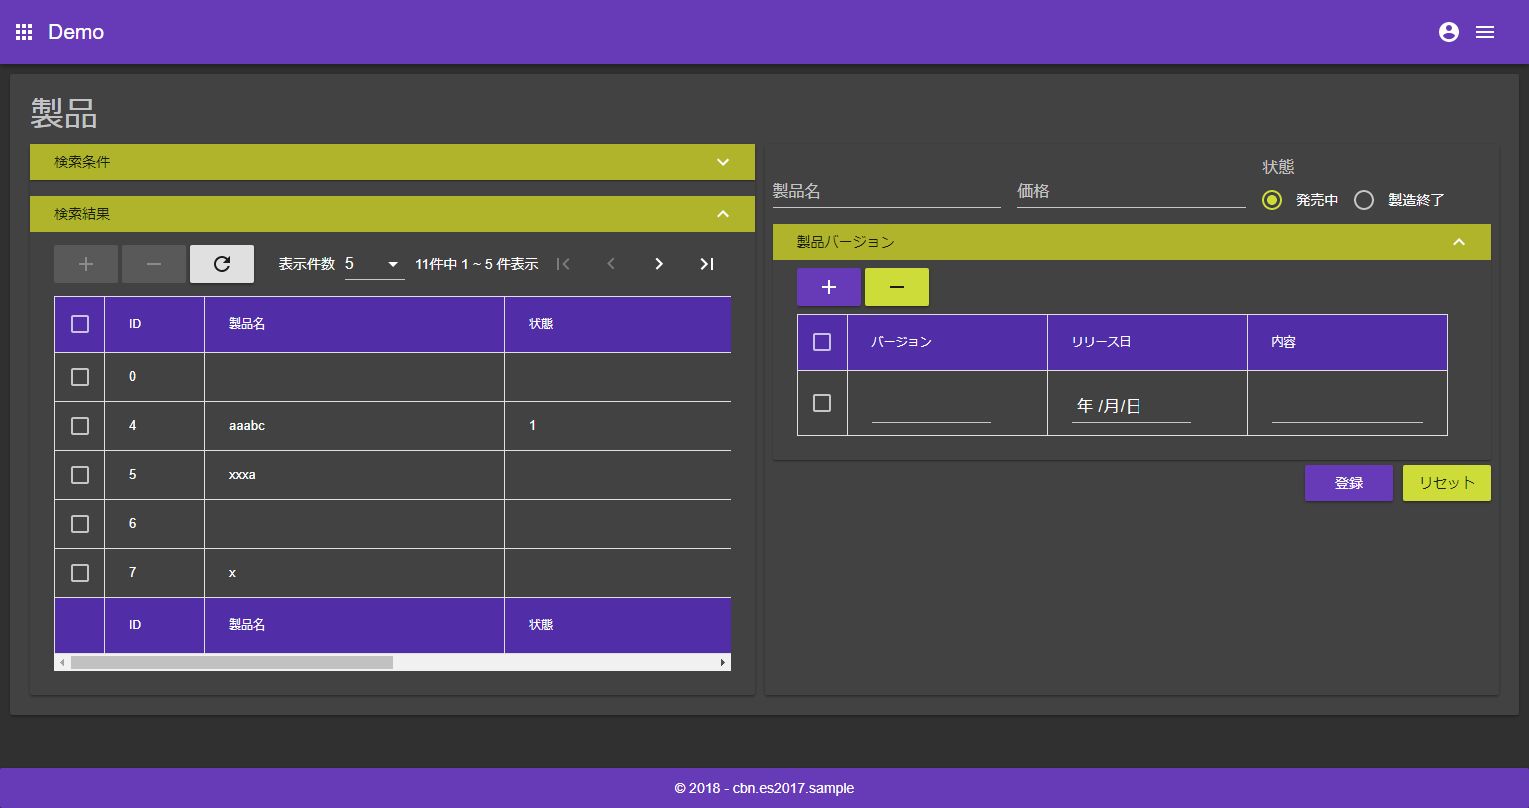 Demo
製品
検索条件
検索結果
表示件数 5 11件中 1 ~ 5 件表示
ID 製品名 状態
0
4 aaabc 1
5 xxxa
6
7 x
ID 製品名 状態
製品名 価格 状態
発売中 製造終了
製品バージョン
バージョン リリース日 内容
年 /月/日
登録 リセット
© 2018 - cbn.es2017.sample